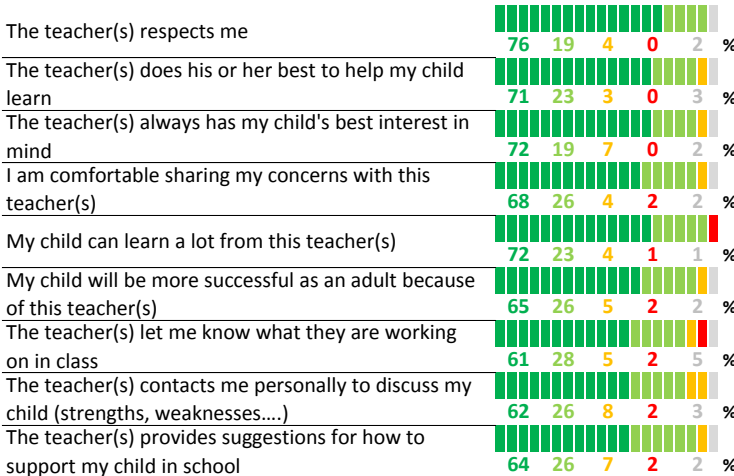 The teacher(s) respects me
76 19 4 0 2 %
The teacher(s) does his or her best to help my child
learn
71 23 3 0 3 %
The teacher(s) always has my child's best interest in
mind
72 19 7 0 2 %
I am comfortable sharing my concerns with this
teacher(s)
68 26 4 2 2 %
My child can learn a lot from this teacher(s)
72 23 4 1 1 %
My child will be more successful as an adult because
of this teacher(s)
65 26 5 2 2 %
The teacher(s) let me know what they are working
on in class
61 28 5 2 5 %
The teacher(s) contacts me personally to discuss my
child (strengths, weaknesses....)
62 26 8 2 3 %
The teacher(s) provides suggestions for how to
support my child in school
64 26 7 2 2 %